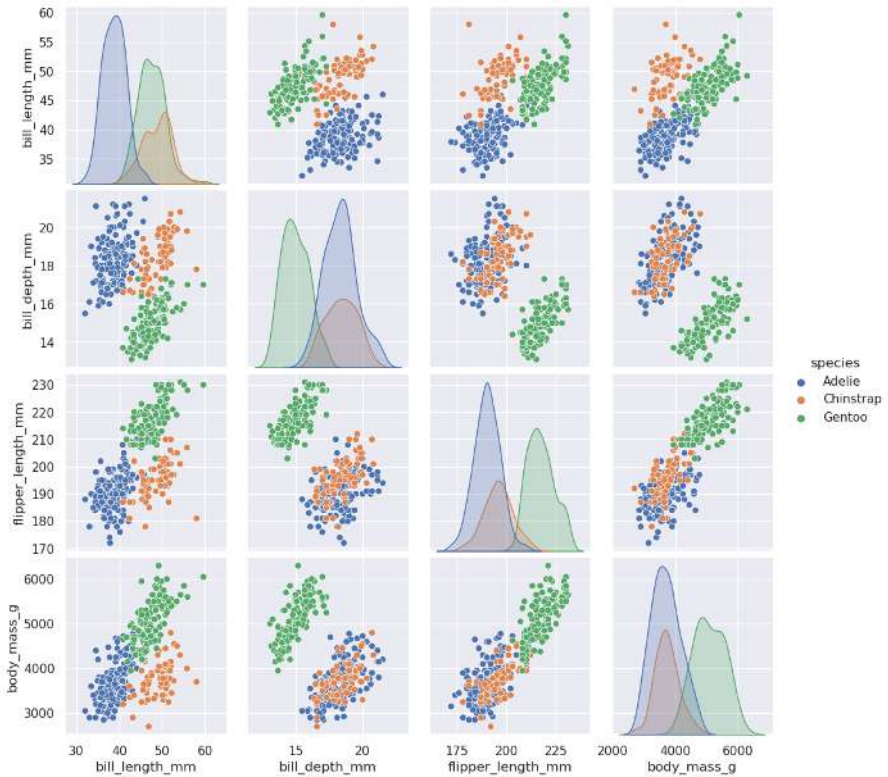 60
55
50
45
40
35
bill_length_mm
20
18
16
14
bill_depth_mm
species
Adelie
Chinstrap
Gentoo
230
220
210
200
190
180
170
flipper_length_mm
6000
5000
4000
3000
body_mass_g
30 40 50 60 15 20 175 200 225 2000 4000 6000
bill_length_mm bill_depth_mm flipper_length_mm body_mass_g